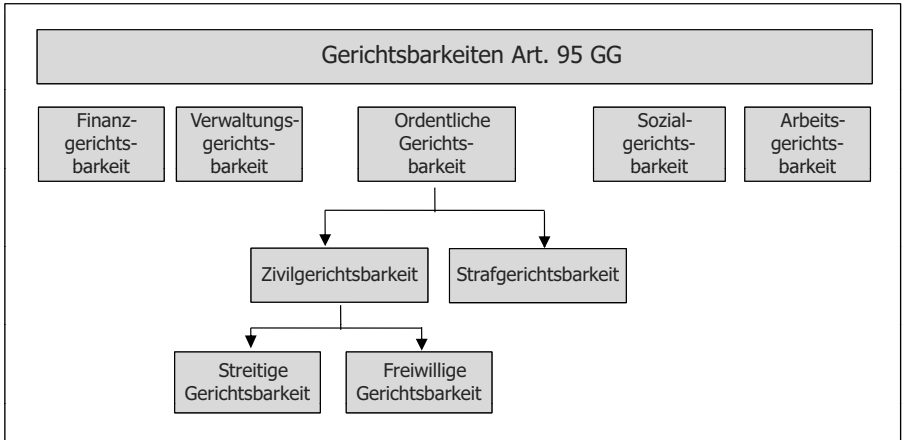 Gerichtsbarkeiten Art. 95 GG
Finanz-
gerichts-
barkeit
Verwaltungs-
gerichts-
barkeit
Ordentliche
Gerichts-
barkeit
Sozial-
gerichts-
barkeit
Arbeits-
gerichts-
barkeit
Zivilgerichtsbarkeit
Strafgerichtsbarkeit
Streitige
Gerichtsbarkeit
Freiwillige
Gerichtsbarkeit